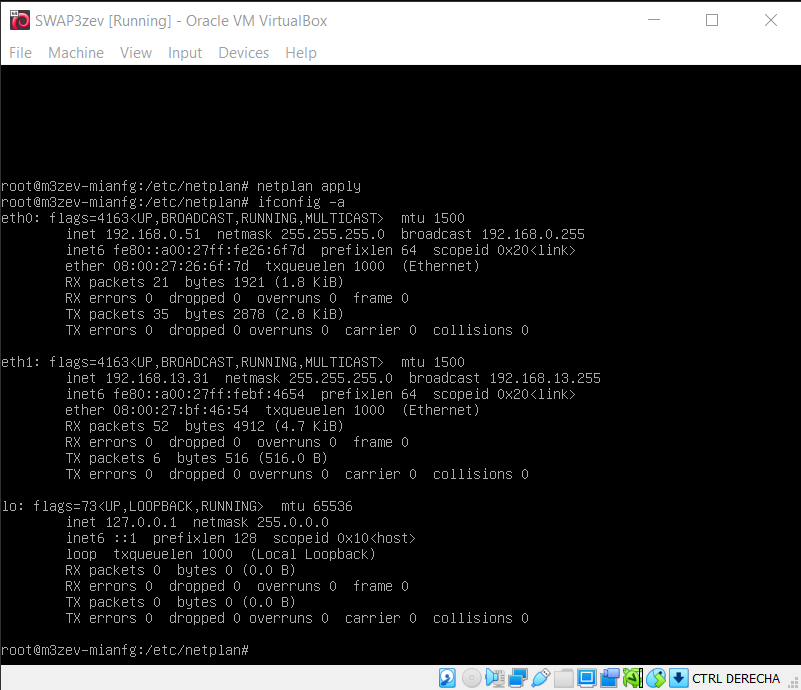 SWAP3zev [Running] - Oracle VM VirtualBox
File Machine View Input Devices Help
root@m3zev-mianfg:/etc/netplan# netplan apply
root@m3zev-mianfg:/etc/netplan# ifconfig -a
eth0: flags=4163<UP,BROADCAST,RUNNING,MULTICAST>  mtu 1500
        inet 192.168.0.51  netmask 255.255.255.0  broadcast 192.168.0.255
        inet6 fe80::a00:27ff:fe26:6f7d  prefixlen 64  scopeid 0x20<link>
        ether 08:00:27:26:6f:7d  txqueuelen 1000  (Ethernet)
        RX packets 21  bytes 1921 (1.8 KiB)
        RX errors 0  dropped 0  overruns 0  frame 0
        TX packets 35  bytes 2878 (2.8 KiB)
        TX errors 0  dropped 0 overruns 0  carrier 0  collisions 0
eth1: flags=4163<UP,BROADCAST,RUNNING,MULTICAST>  mtu 1500
        inet 192.168.13.31  netmask 255.255.255.0  broadcast 192.168.13.255
        inet6 fe80::a00:27ff:febf:4654  prefixlen 64  scopeid 0x20<link>
        ether 08:00:27:bf:46:54  txqueuelen 1000  (Ethernet)
        RX packets 52  bytes 4912 (4.7 KiB)
        RX errors 0  dropped 0  overruns 0  frame 0
        TX packets 6  bytes 516 (516.0 B)
        TX errors 0  dropped 0 overruns 0  carrier 0  collisions 0
lo: flags=73<UP,LOOPBACK,RUNNING>  mtu 65536
        inet 127.0.0.1  netmask 255.0.0.0
        inet6 ::1  prefixlen 128  scopeid 0x10<host>
        loop  txqueuelen 1000  (Local Loopback)
        RX packets 0  bytes 0 (0.0 B)
        RX errors 0  dropped 0  overruns 0  frame 0
        TX packets 0  bytes 0 (0.0 B)
        TX errors 0  dropped 0 overruns 0  carrier 0  collisions 0
root@m3zev-mianfg:/etc/netplan#
CTRL DERECHA